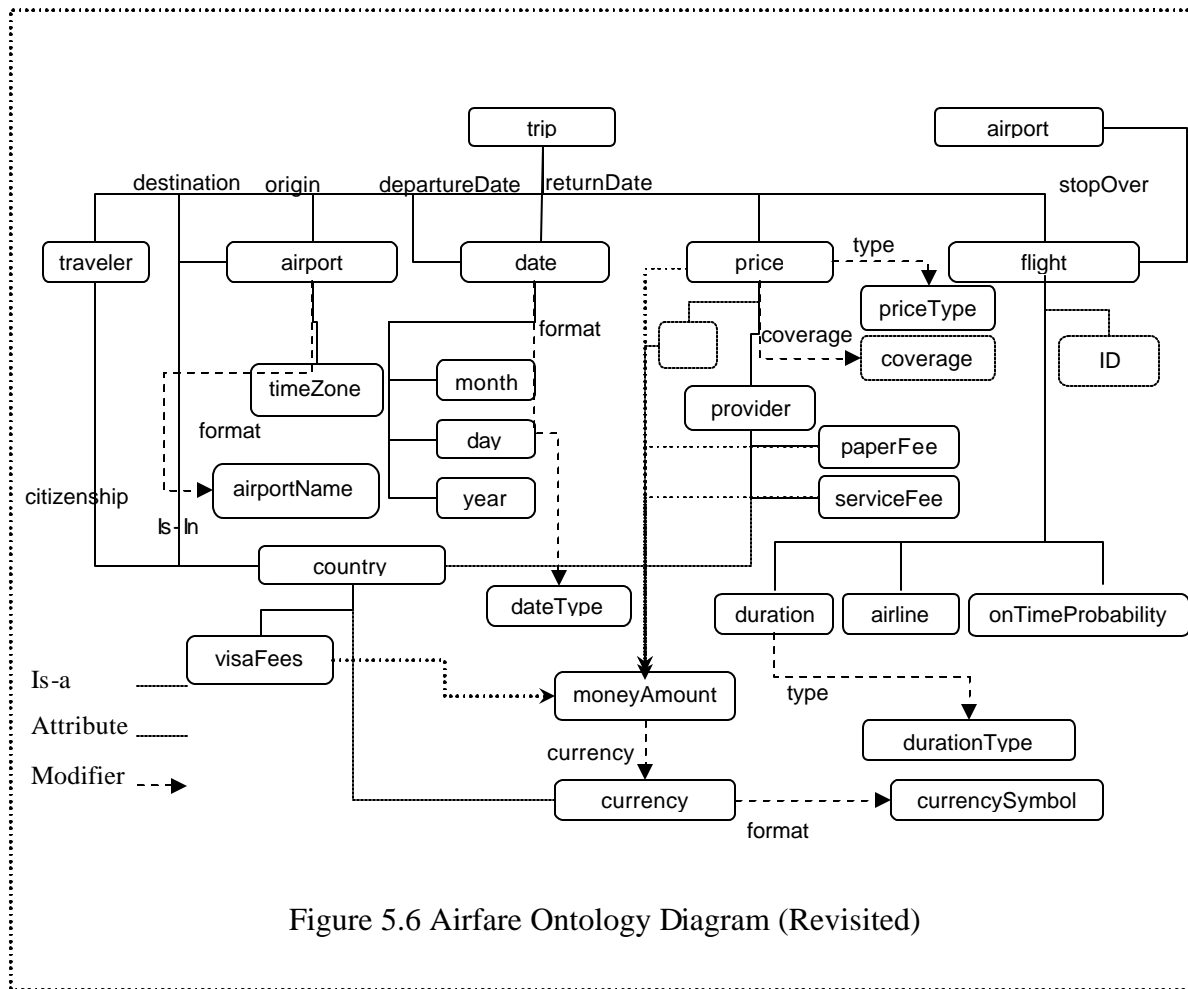 trip
airport
destination
origin
departureDate
returnDate
stopOver
traveler
airport
date
price
type
flight
priceType
format
coverage
coverage
ID
timeZone
month
provider
format
day
paperFee
airportName
citizenship
year
serviceFee
Is-In
country
dateType
duration
airline
onTimeProbability
visaFees
Is-a
moneyAmount
type
Attribute
durationType
currency
Modifier
currency
currencySymbol
format
Figure 5.6 Airfare Ontology Diagram (Revisited)